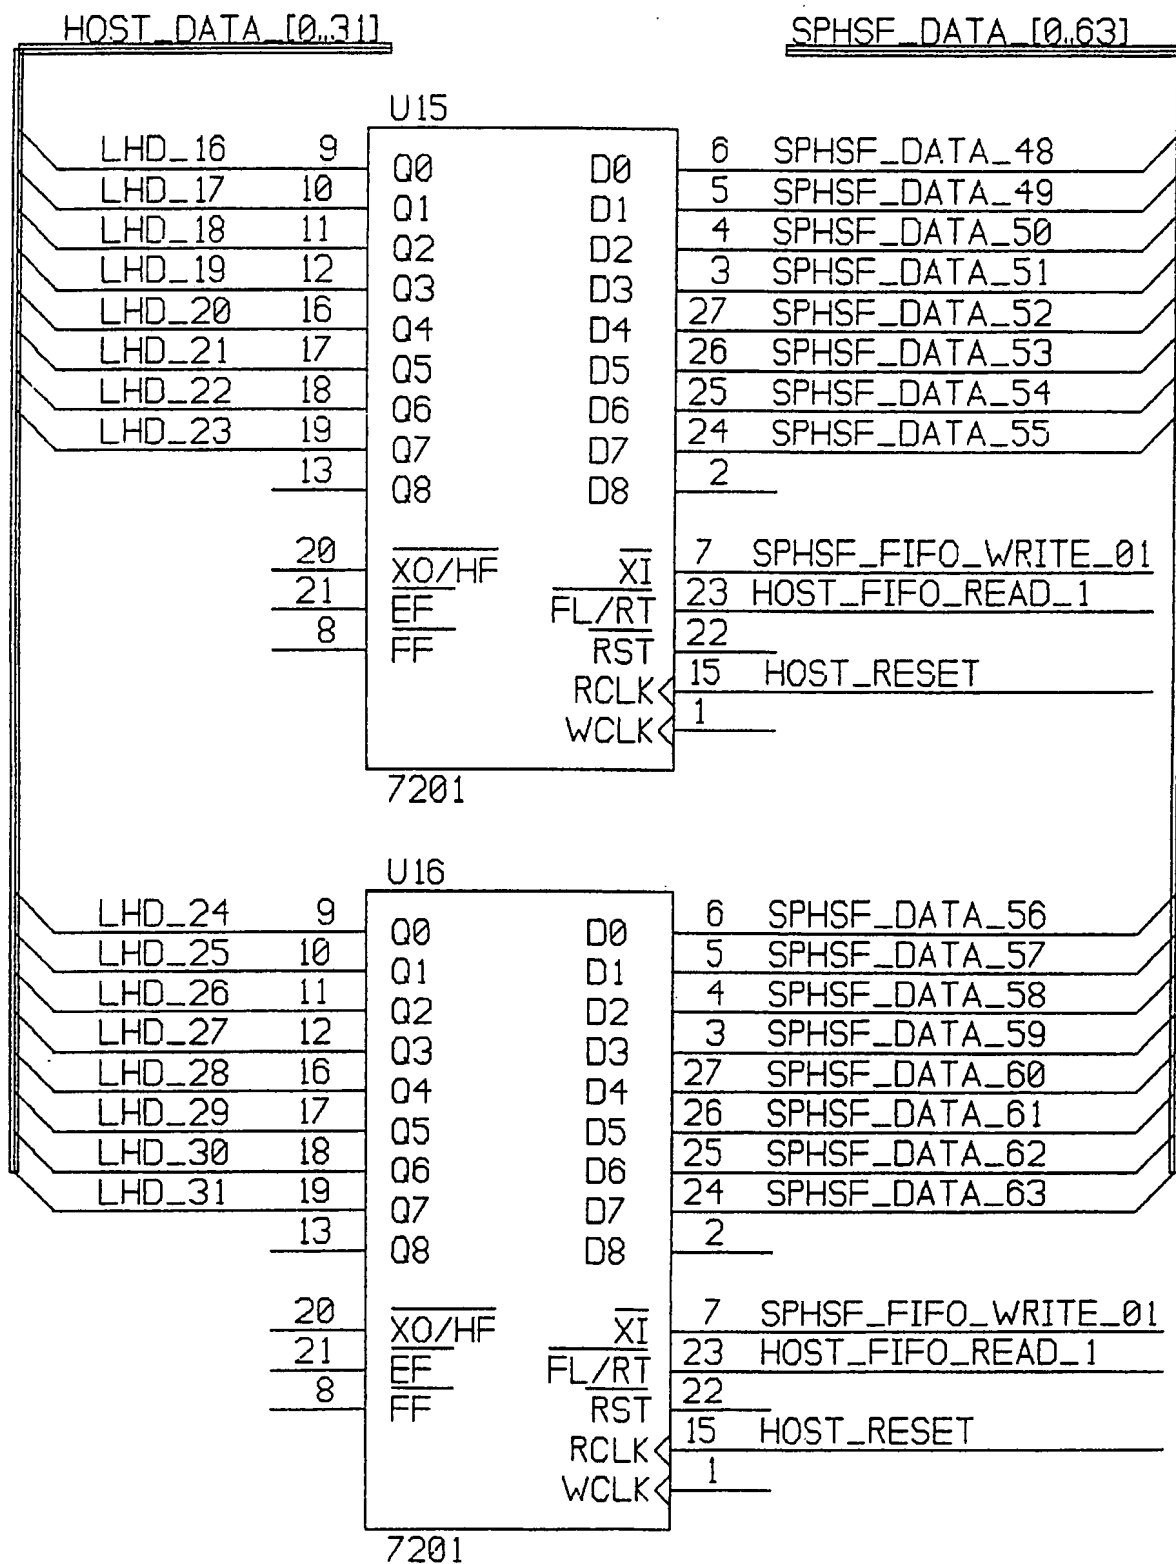 HOST_DATA_[0..31] SPHSF_DATA_[0..63]
U15
LHD_16 9 Q0 D0 6 SPHSF_DATA_48
LHD_17 10 Q1 D1 5 SPHSF_DATA_49
LHD_18 11 Q2 D2 4 SPHSF_DATA_50
LHD_19 12 Q3 D3 3 SPHSF_DATA_51
LHD_20 16 Q4 D4 27 SPHSF_DATA_52
LHD_21 17 Q5 D5 26 SPHSF_DATA_53
LHD_22 18 Q6 D6 25 SPHSF_DATA_54
LHD_23 19 Q7 D7 24 SPHSF_DATA_55
13 Q8 D8 2
20 XO/HF XI 7 SPHSF_FIFO_WRITE_01
21 EF FL/RT 23 HOST_FIFO_READ_1
8 FF RST 22
RCLK 15 HOST_RESET
WCLK 1
7201
U16
LHD_24 9 Q0 D0 6 SPHSF_DATA_56
LHD_25 10 Q1 D1 5 SPHSF_DATA_57
LHD_26 11 Q2 D2 4 SPHSF_DATA_58
LHD_27 12 Q3 D3 3 SPHSF_DATA_59
LHD_28 16 Q4 D4 27 SPHSF_DATA_60
LHD_29 17 Q5 D5 26 SPHSF_DATA_61
LHD_30 18 Q6 D6 25 SPHSF_DATA_62
LHD_31 19 Q7 D7 24 SPHSF_DATA_63
13 Q8 D8 2
20 XO/HF XI 7 SPHSF_FIFO_WRITE_01
21 EF FL/RT 23 HOST_FIFO_READ_1
8 FF RST 22
RCLK 15 HOST_RESET
WCLK 1
7201